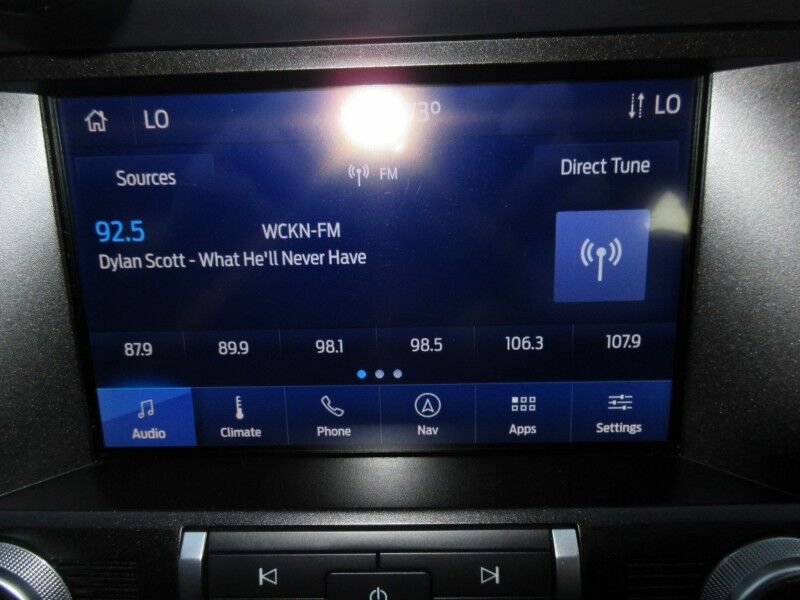 LO 73° LO
Sources FM Direct Tune
92.5 WCKN-FM
Dylan Scott - What He'll Never Have
87.9 89.9 98.1 98.5 106.3 107.9
Audio Climate Phone Nav Apps Settings